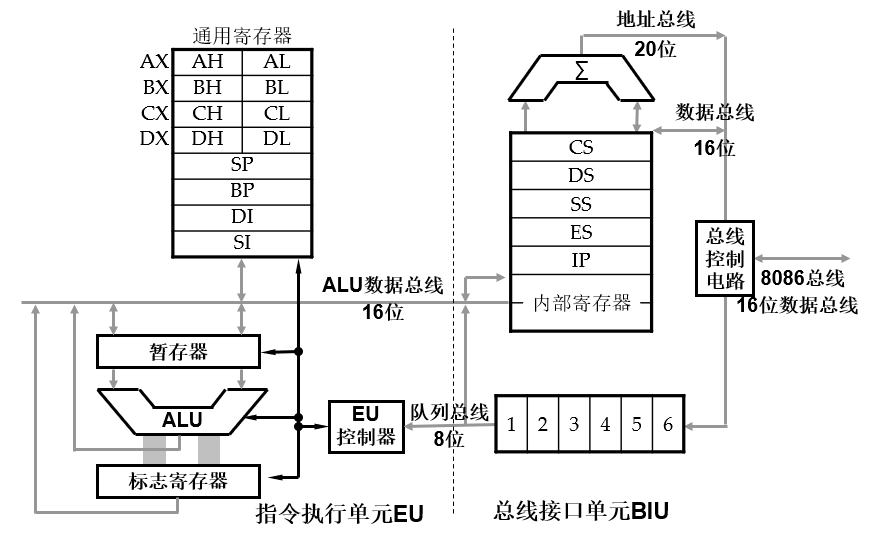 通用寄存器
AX AH AL
BX BH BL
CX CH CL
DX DH DL
SP
BP
DI
SI
ALU数据总线
16位
暂存器
ALU
标志寄存器
EU
控制器
队列总线
8位
指令执行单元EU
地址总线
20位
Σ
数据总线
16位
CS
DS
SS
ES
IP
内部寄存器
总线
控制
电路
8086总线
16位数据总线
1 2 3 4 5 6
总线接口单元BIU